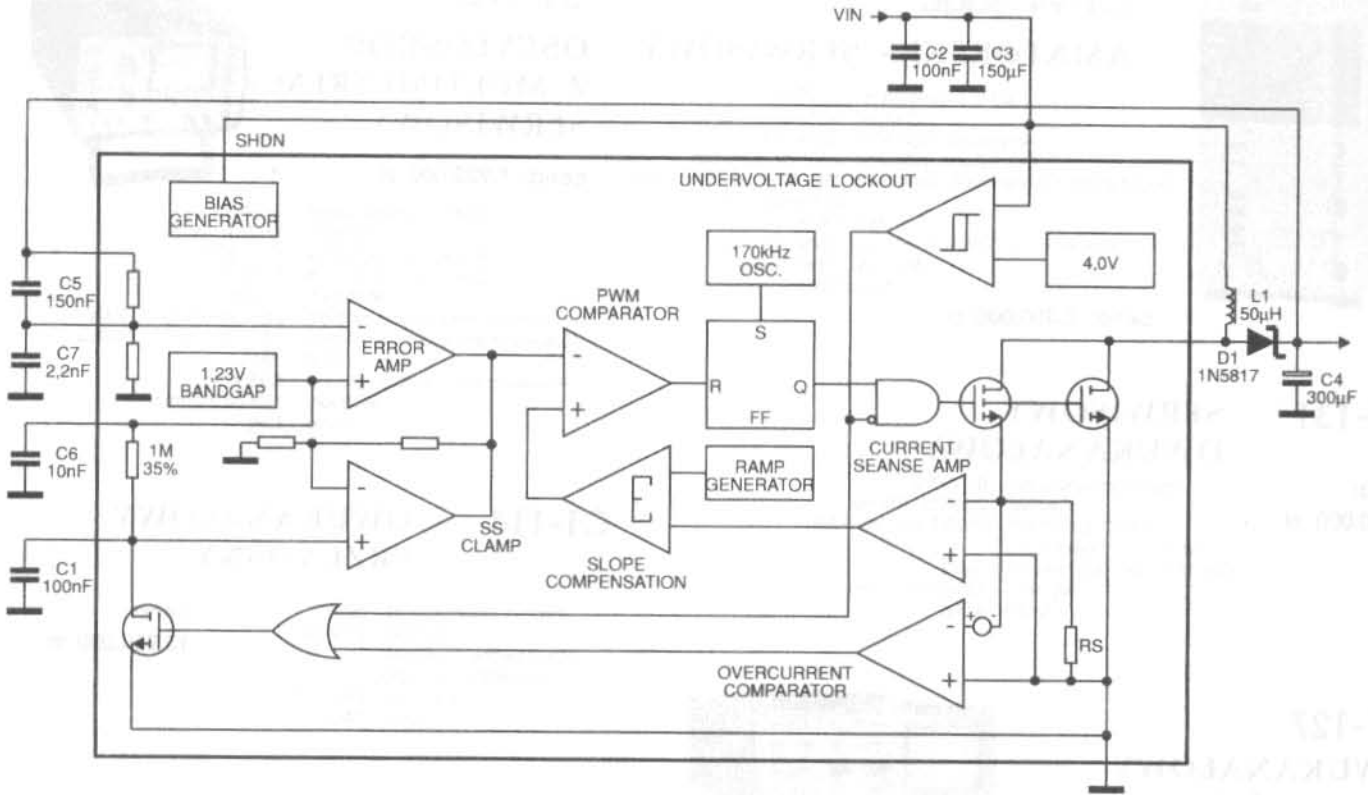 VIN
C2
100nF
C3
150µF
SHDN
UNDERVOLTAGE LOCKOUT
BIAS
GENERATOR
170kHz
OSC.
4,0V
C5
150nF
PWM
COMPARATOR
L1
50µH
-
ERROR
AMP
+
-
+
S
R
Q
FF
C7
2,2nF
1,23V
BANDGAP
D1
1N5817
C4
300µF
C6
10nF
1M
35%
CURRENT
SEANSE AMP
RAMP
GENERATOR
-
+
SS
CLAMP
-
+
SLOPE
COMPENSATION
C1
100nF
+ -
-
+
RS
OVERCURRENT
COMPARATOR
-127